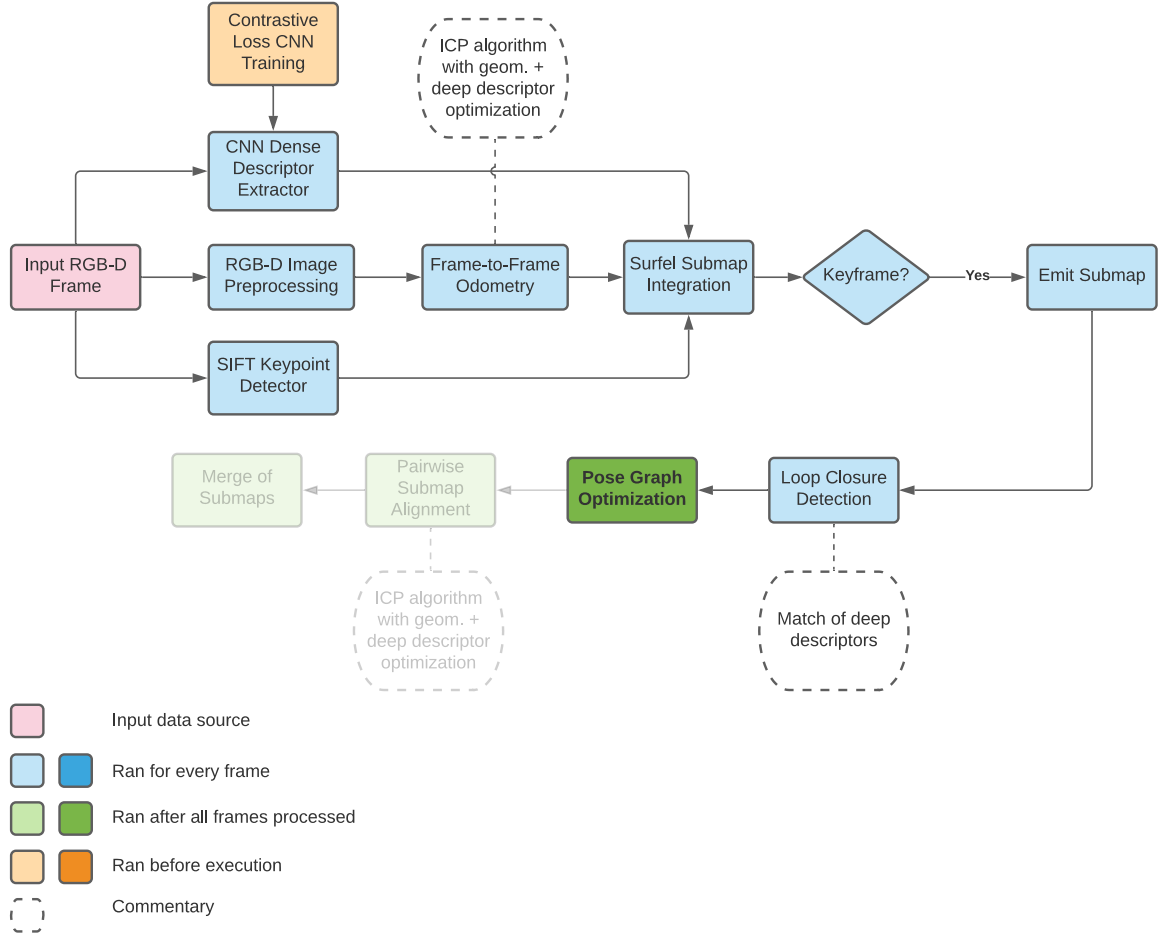 Contrastive
Loss CNN
Training
ICP algorithm
with geom. +
deep descriptor
optimization
CNN Dense
Descriptor
Extractor
Input RGB-D
Frame
RGB-D Image
Preprocessing
Frame-to-Frame
Odometry
Surfel Submap
Integration
Keyframe?
Yes
Emit Submap
SIFT Keypoint
Detector
Merge of
Submaps
Pairwise
Submap
Alignment
Pose Graph
Optimization
Loop Closure
Detection
ICP algorithm
with geom. +
deep descriptor
optimization
Match of deep
descriptors
Input data source
Ran for every frame
Ran after all frames processed
Ran before execution
Commentary